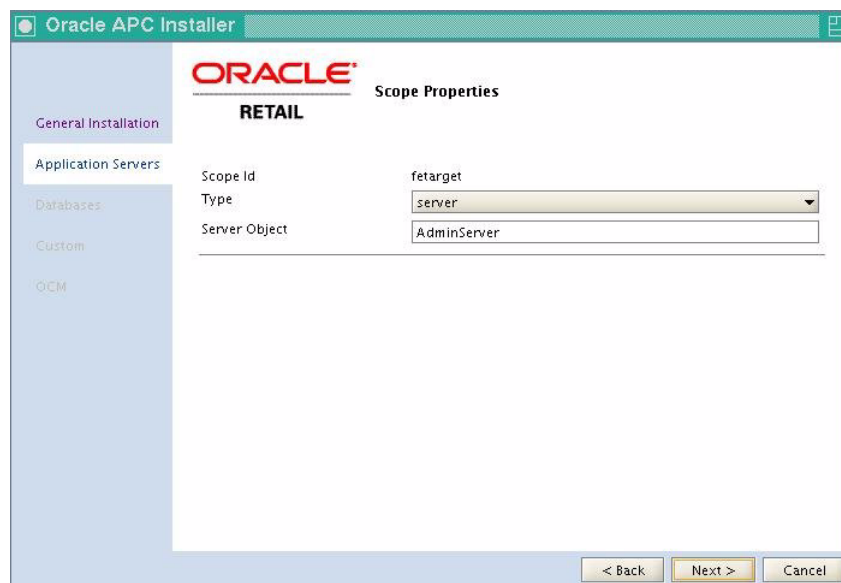 Oracle APC Installer
ORACLE
RETAIL
Scope Properties
General Installation
Application Servers
Databases
Custom
OCM
Scope Id fetarget
Type server
Server Object AdminServer
< Back Next > Cancel